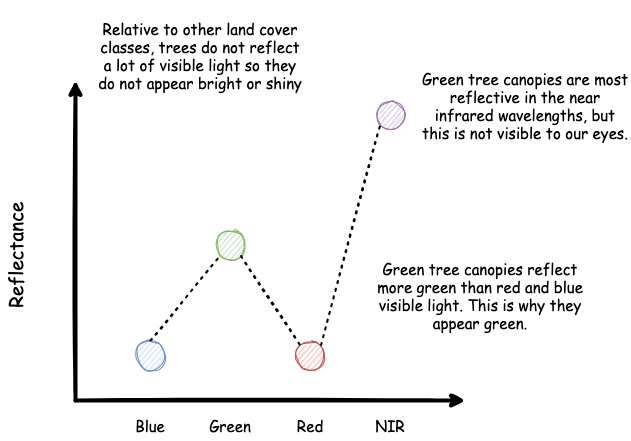 Relative to other land cover
classes, trees do not reflect
a lot of visible light so they
do not appear bright or shiny
Green tree canopies are most
reflective in the near
infrared wavelengths, but
this is not visible to our eyes.
Reflectance
Green tree canopies reflect
more green than red and blue
visible light. This is why they
appear green.
Blue
Green
Red
NIR